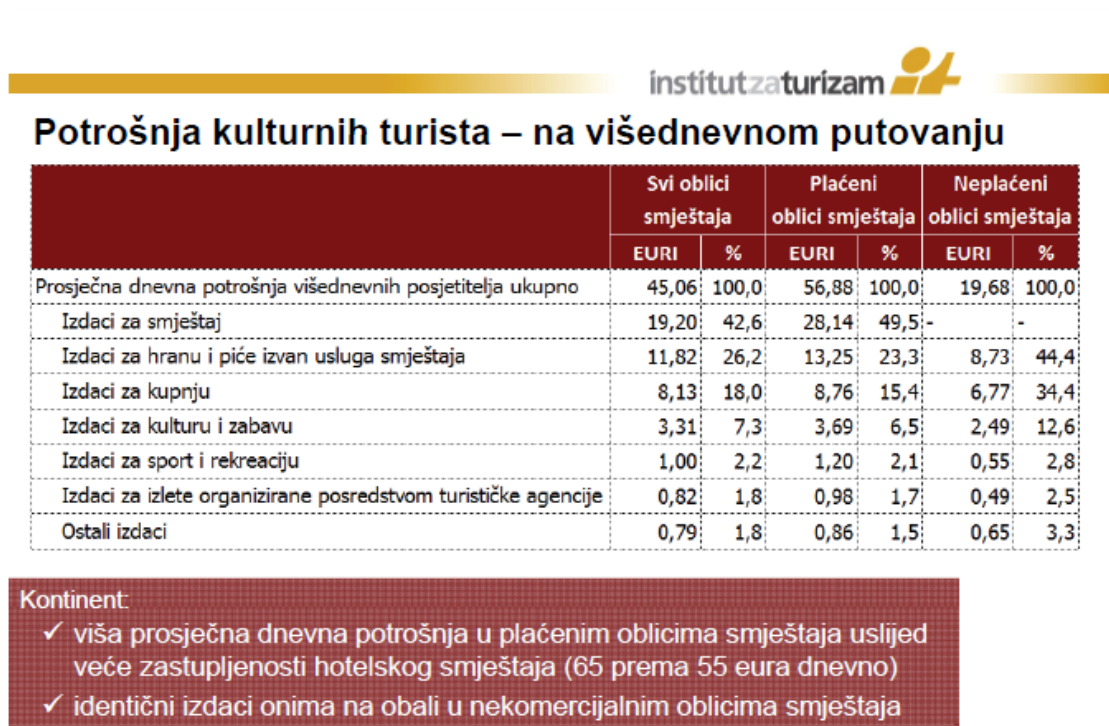 institutzaturizam
Potrošnja kulturnih turista – na višednevnom putovanju
Svi oblici smještaja Plaćeni oblici smještaja Neplaćeni oblici smještaja
EURI % EURI % EURI %
Prosječna dnevna potrošnja višednevnih posjetitelja ukupno 45,06 100,0 56,88 100,0 19,68 100,0
Izdaci za smještaj 19,20 42,6 28,14 49,5 - -
Izdaci za hranu i piće izvan usluga smještaja 11,82 26,2 13,25 23,3 8,73 44,4
Izdaci za kupnju 8,13 18,0 8,76 15,4 6,77 34,4
Izdaci za kulturu i zabavu 3,31 7,3 3,69 6,5 2,49 12,6
Izdaci za sport i rekreaciju 1,00 2,2 1,20 2,1 0,55 2,8
Izdaci za izlete organizirane posredstvom turističke agencije 0,82 1,8 0,98 1,7 0,49 2,5
Ostali izdaci 0,79 1,8 0,86 1,5 0,65 3,3
Kontinent:
✓ viša prosječna dnevna potrošnja u plaćenim oblicima smještaja uslijed
veće zastupljenosti hotelskog smještaja (65 prema 55 eura dnevno)
✓ identični izdaci onima na obali u nekomercijalnim oblicima smještaja